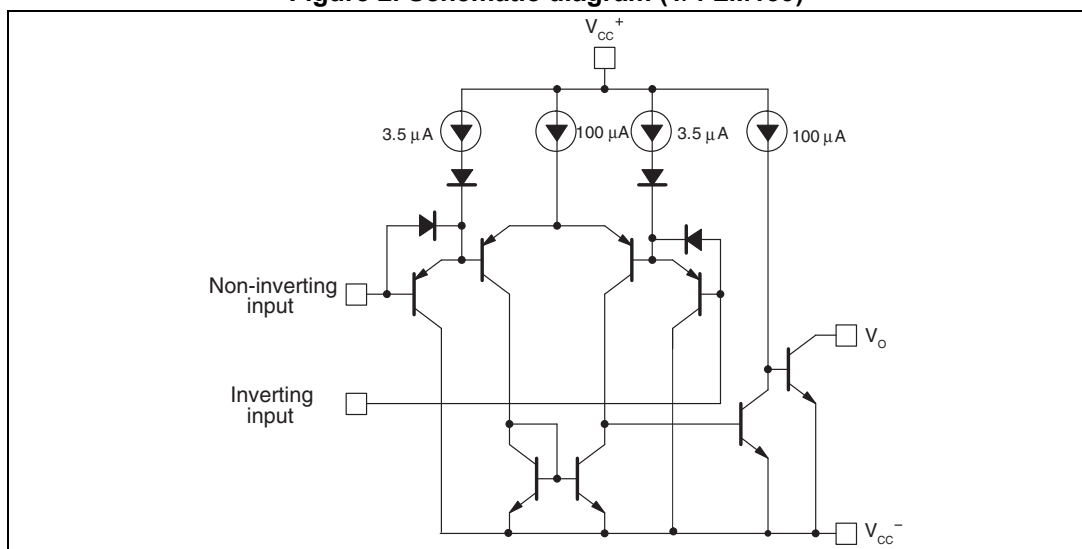 Figure 2. Schematic diagram (1/4 LM139)
V_CC^+
3.5 μA
100 μA
3.5 μA
100 μA
Non-inverting
input
V_O
Inverting
input
V_CC^-